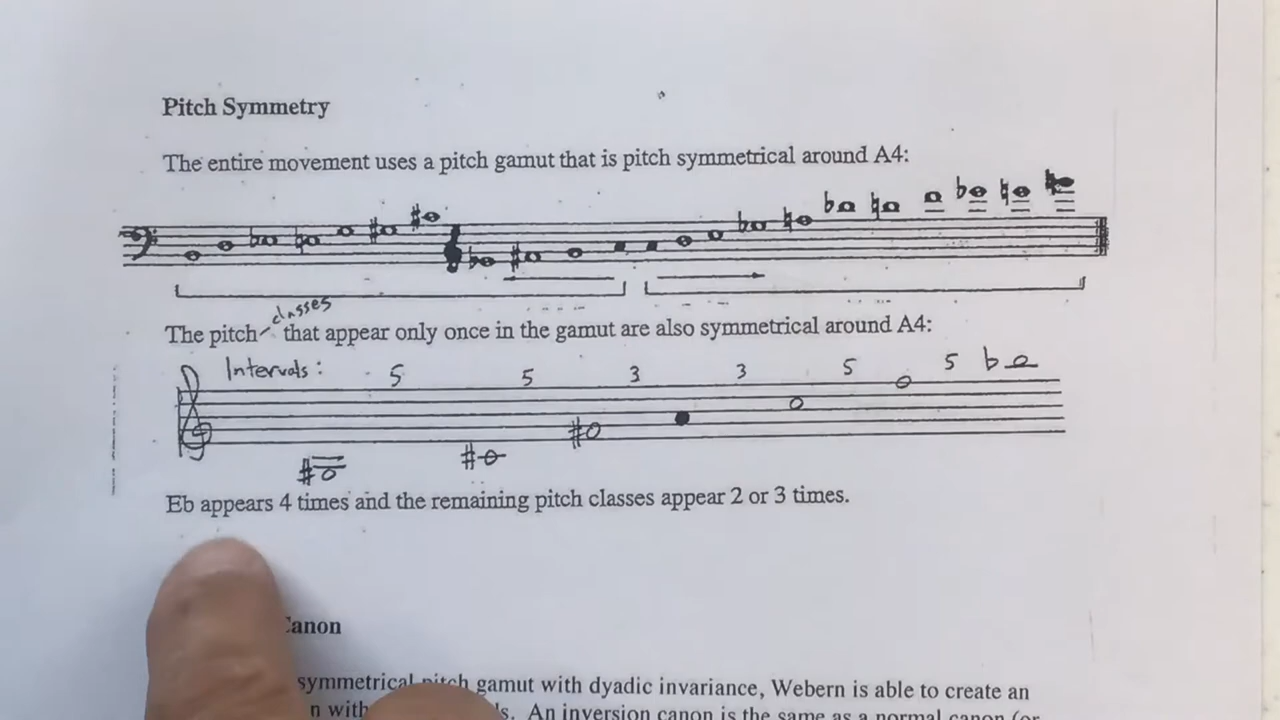 Pitch Symmetry
The entire movement uses a pitch gamut that is pitch symmetrical around A4:
classes
The pitch that appear only once in the gamut are also symmetrical around A4:
Intervals: 5 5 3 3 5 5
Eb appears 4 times and the remaining pitch classes appear 2 or 3 times.
Canon
symmetrical pitch gamut with dyadic invariance, Webern is able to create an
An inversion canon is the same as a normal canon (or